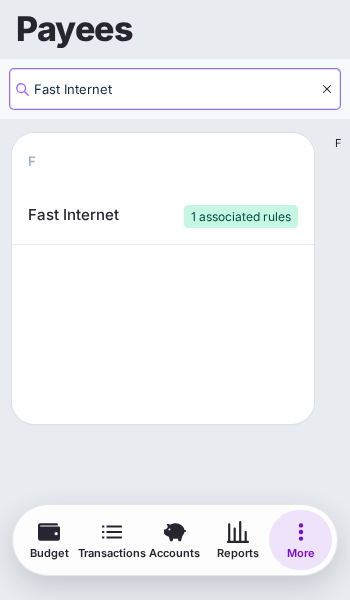 Payees
Fast Internet
F
F
Fast Internet
1 associated rules
Budget
Transactions
Accounts
Reports
More